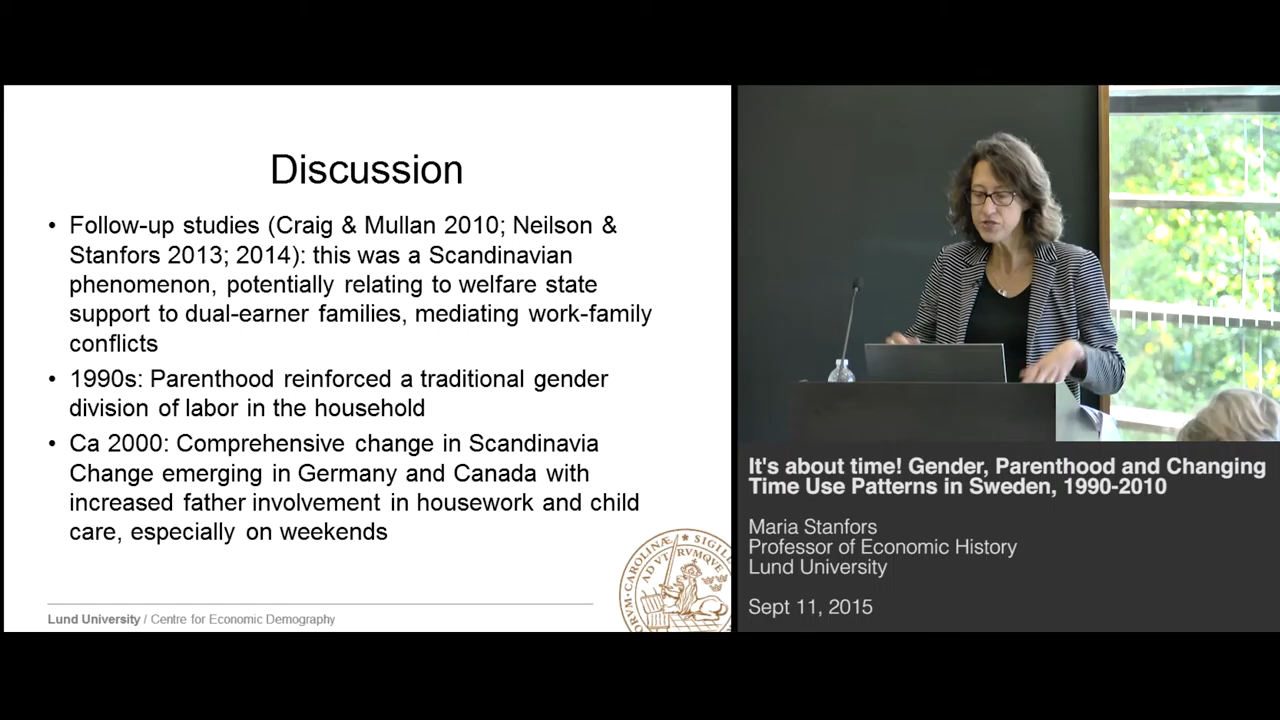 Discussion
• Follow-up studies (Craig & Mullan 2010; Neilson &
Stanfors 2013; 2014): this was a Scandinavian
phenomenon, potentially relating to welfare state
support to dual-earner families, mediating work-family
conflicts
• 1990s: Parenthood reinforced a traditional gender
division of labor in the household
• Ca 2000: Comprehensive change in Scandinavia
Change emerging in Germany and Canada with
increased father involvement in housework and child
care, especially on weekends
CAROLINÆ * SIGILL
AD VTRVMQVE
Lund University / Centre for Economic Demography
It's about time! Gender, Parenthood and Changing
Time Use Patterns in Sweden, 1990-2010
Maria Stanfors
Professor of Economic History
Lund University
Sept 11, 2015